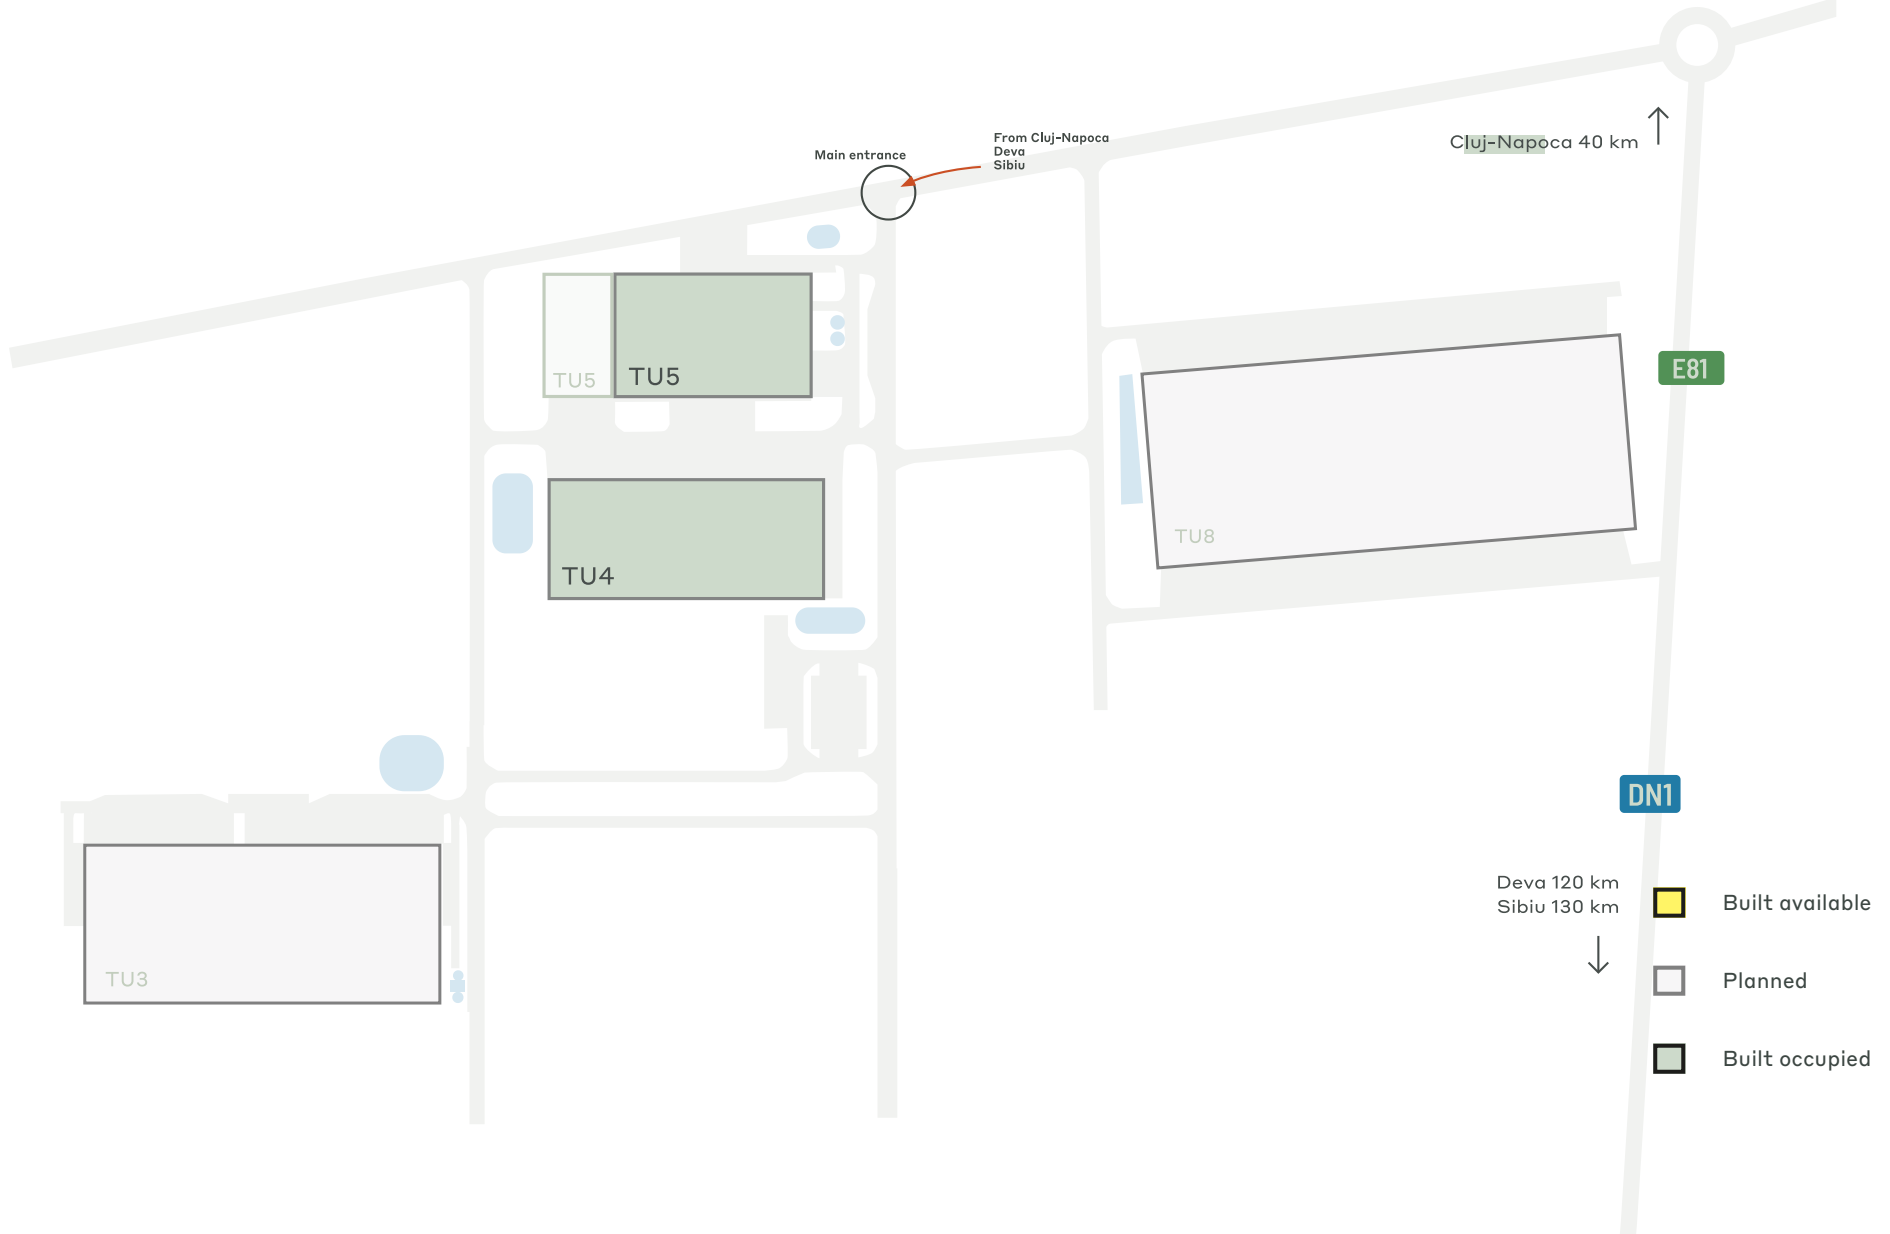 Main entrance
From Cluj-Napoca
Deva
Sibiu
Cluj-Napoca 40 km
TU5
TU5
E81
TU8
TU4
DN1
Deva 120 km
Sibiu 130 km
Built available
TU3
Planned
Built occupied